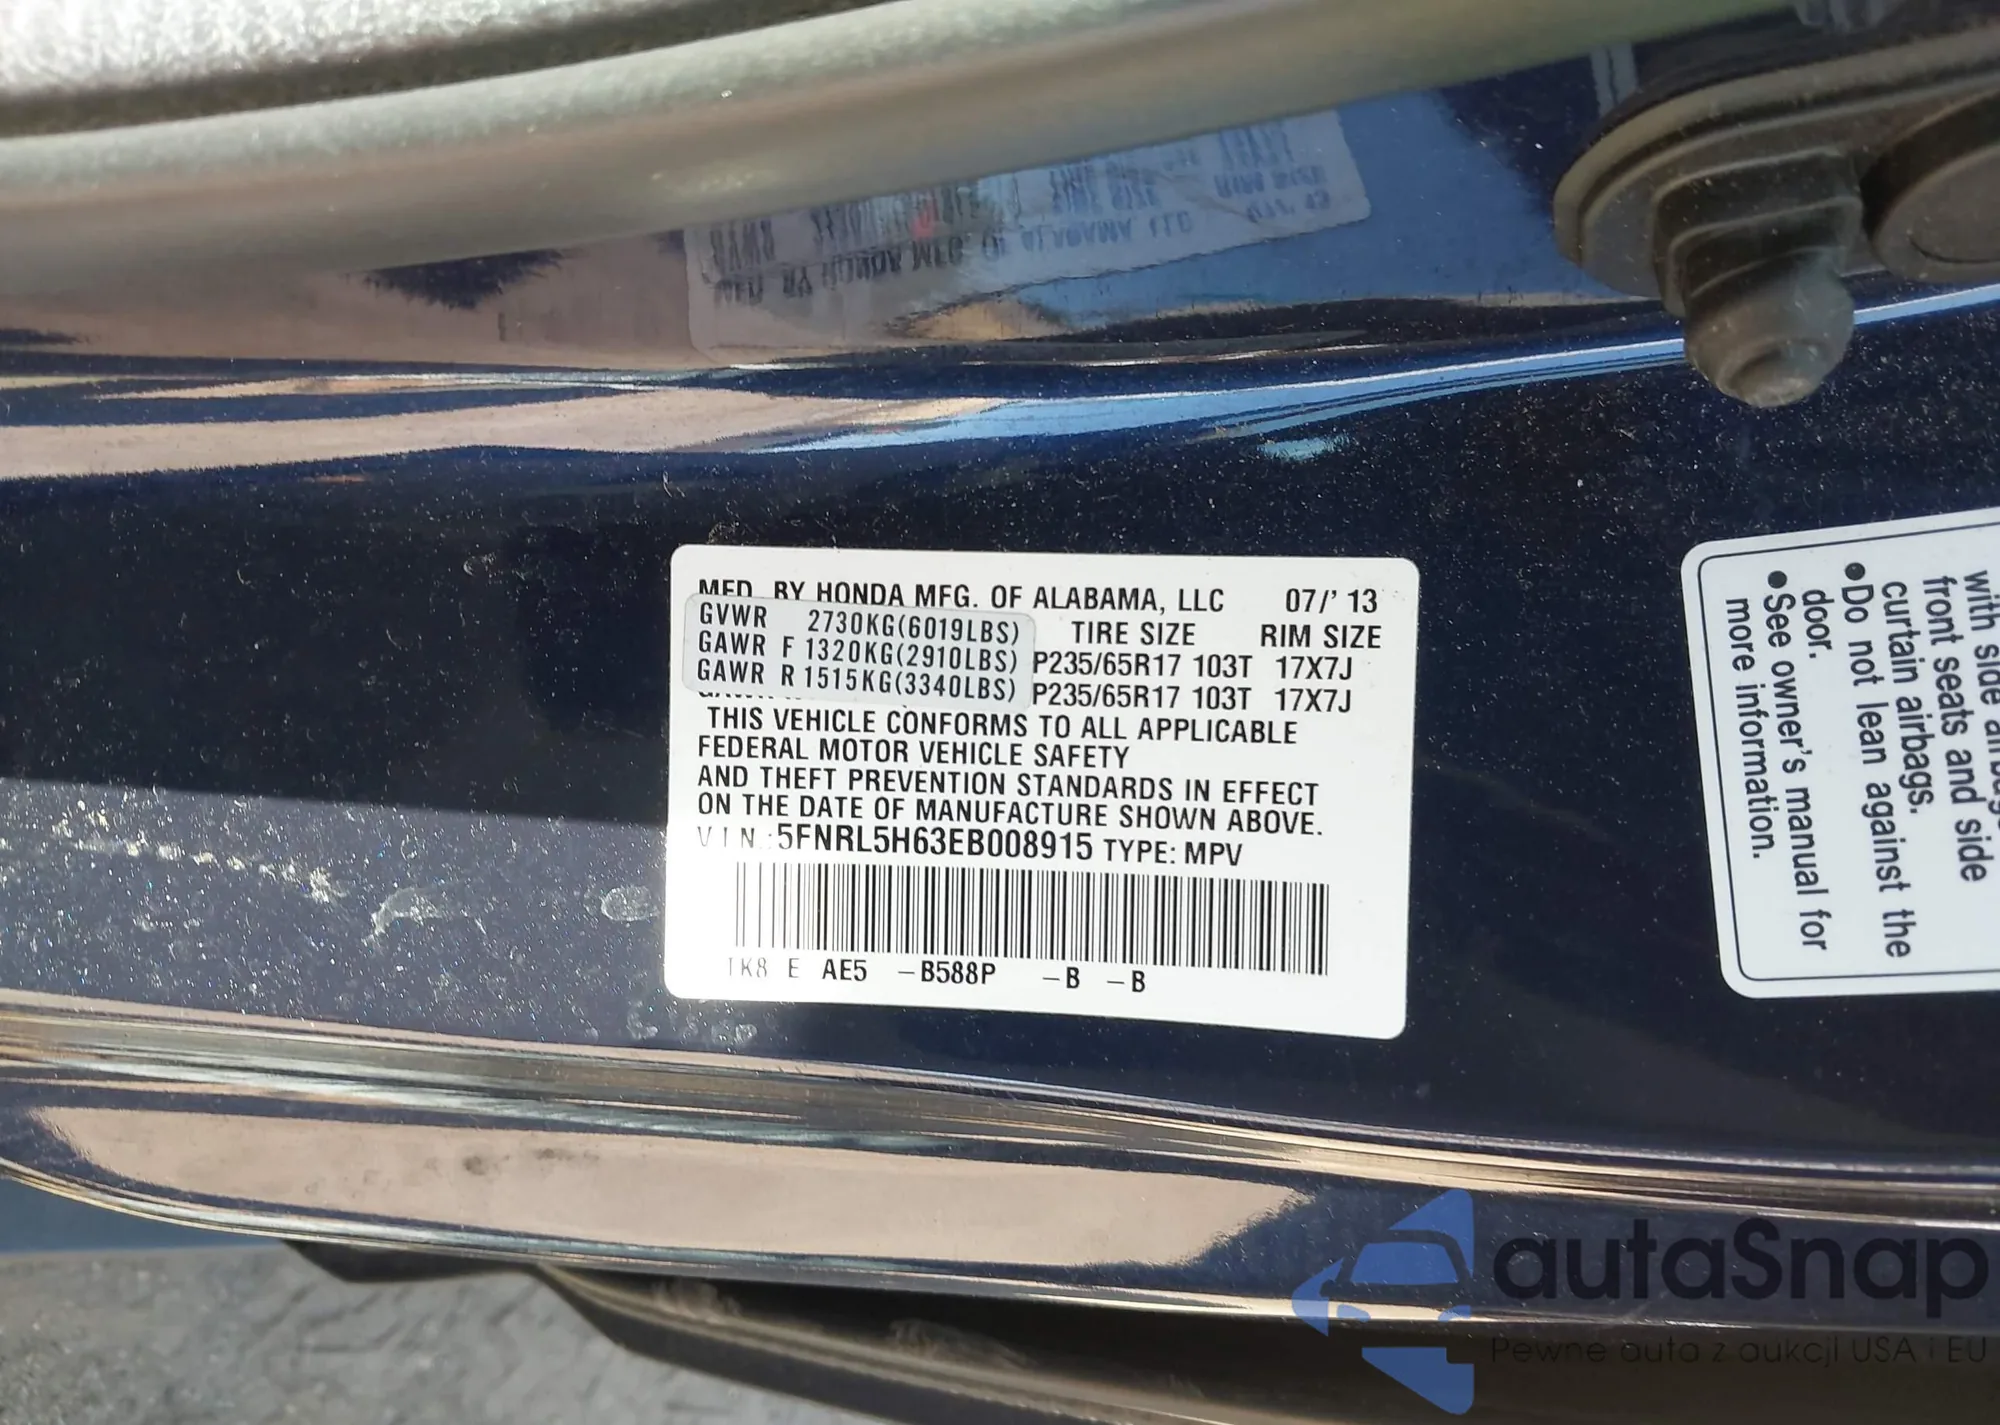 MFD. BY HONDA MFG. OF ALABAMA, LLC 07/' 13
GVWR 2730KG(6019LBS) TIRE SIZE RIM SIZE
GAWR F 1320KG(2910LBS) P235/65R17 103T 17X7J
GAWR R 1515KG(3340LBS) P235/65R17 103T 17X7J
THIS VEHICLE CONFORMS TO ALL APPLICABLE
FEDERAL MOTOR VEHICLE SAFETY
AND THEFT PREVENTION STANDARDS IN EFFECT
ON THE DATE OF MANUFACTURE SHOWN ABOVE.
VIN: 5FNRL5H63EB008915 TYPE: MPV
TK8 E AE5 -B588P -B -B
with side
front seats and side
curtain airbags.
●Do not lean against the
door.
●See owner's manual for
more information.
autaSnap
Pewne auta z aukcji USA i EU